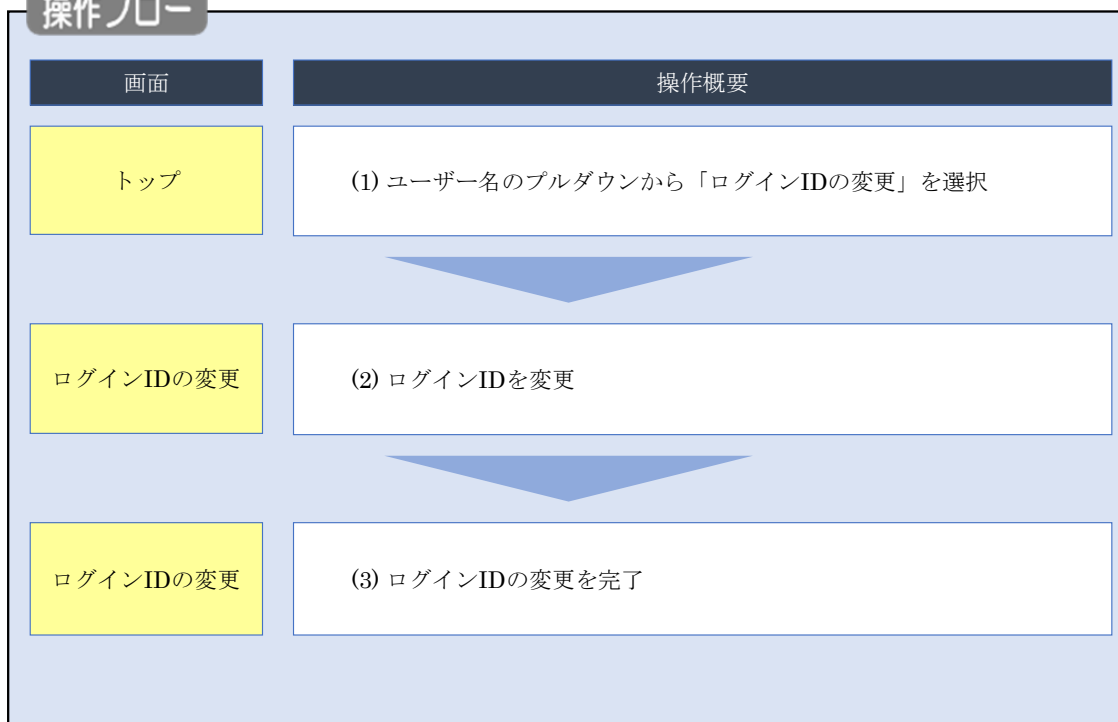 操作フロー
画面
操作概要
トップ
(1) ユーザー名のプルダウンから「ログインIDの変更」を選択
ログインIDの変更
(2) ログインIDを変更
ログインIDの変更
(3) ログインIDの変更を完了